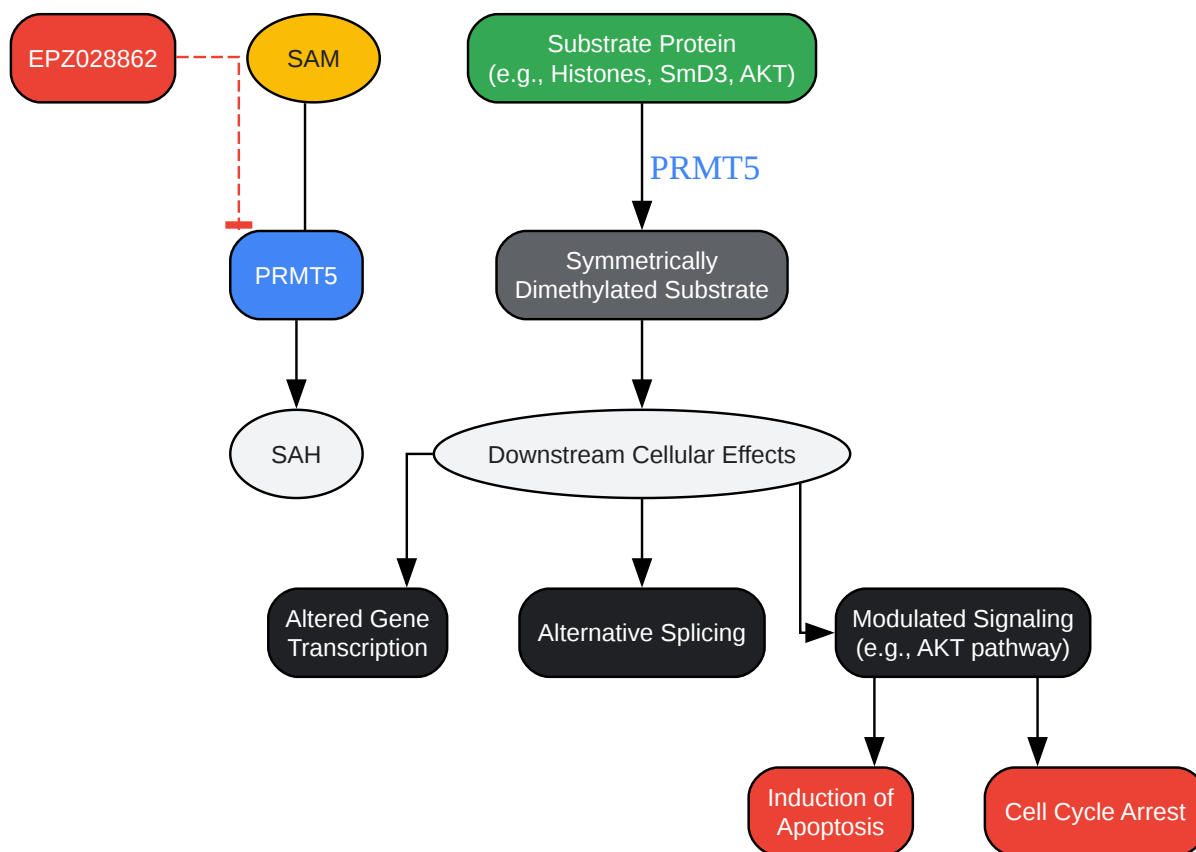 EPZ028862
SAM
Substrate Protein
(e.g., Histones, SmD3, AKT)
PRMT5
PRMT5
Symmetrically
Dimethylated Substrate
SAH
Downstream Cellular Effects
Altered Gene
Transcription
Alternative Splicing
Modulated Signaling
(e.g., AKT pathway)
Induction of
Apoptosis
Cell Cycle Arrest